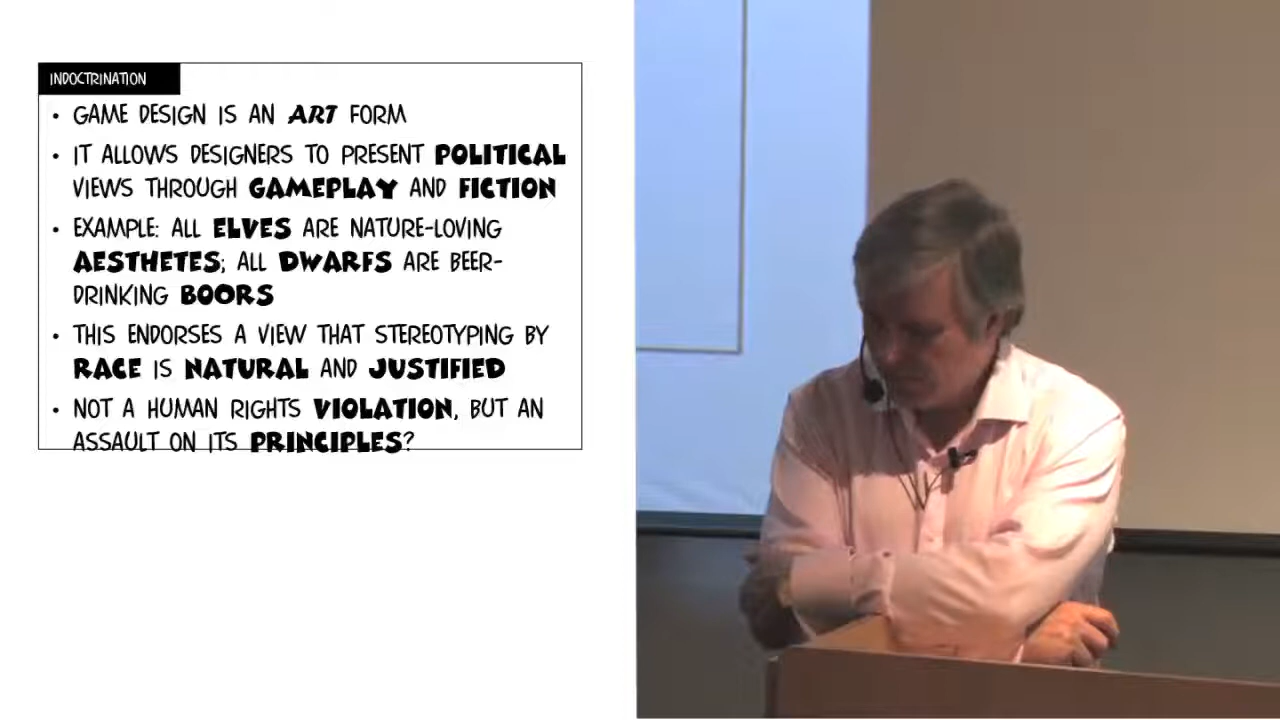 INDOCTRINATION
• GAME DESIGN IS AN ART FORM
• IT ALLOWS DESIGNERS TO PRESENT POLITICAL
VIEWS THROUGH GAMEPLAY AND FICTION
• EXAMPLE: ALL ELVES ARE NATURE-LOVING
AESTHETES; ALL DWARFS ARE BEER-
DRINKING BOORS
• THIS ENDORSES A VIEW THAT STEREOTYPING BY
RACE IS NATURAL AND JUSTIFIED
• NOT A HUMAN RIGHTS VIOLATION, BUT AN
ASSAULT ON ITS PRINCIPLES?